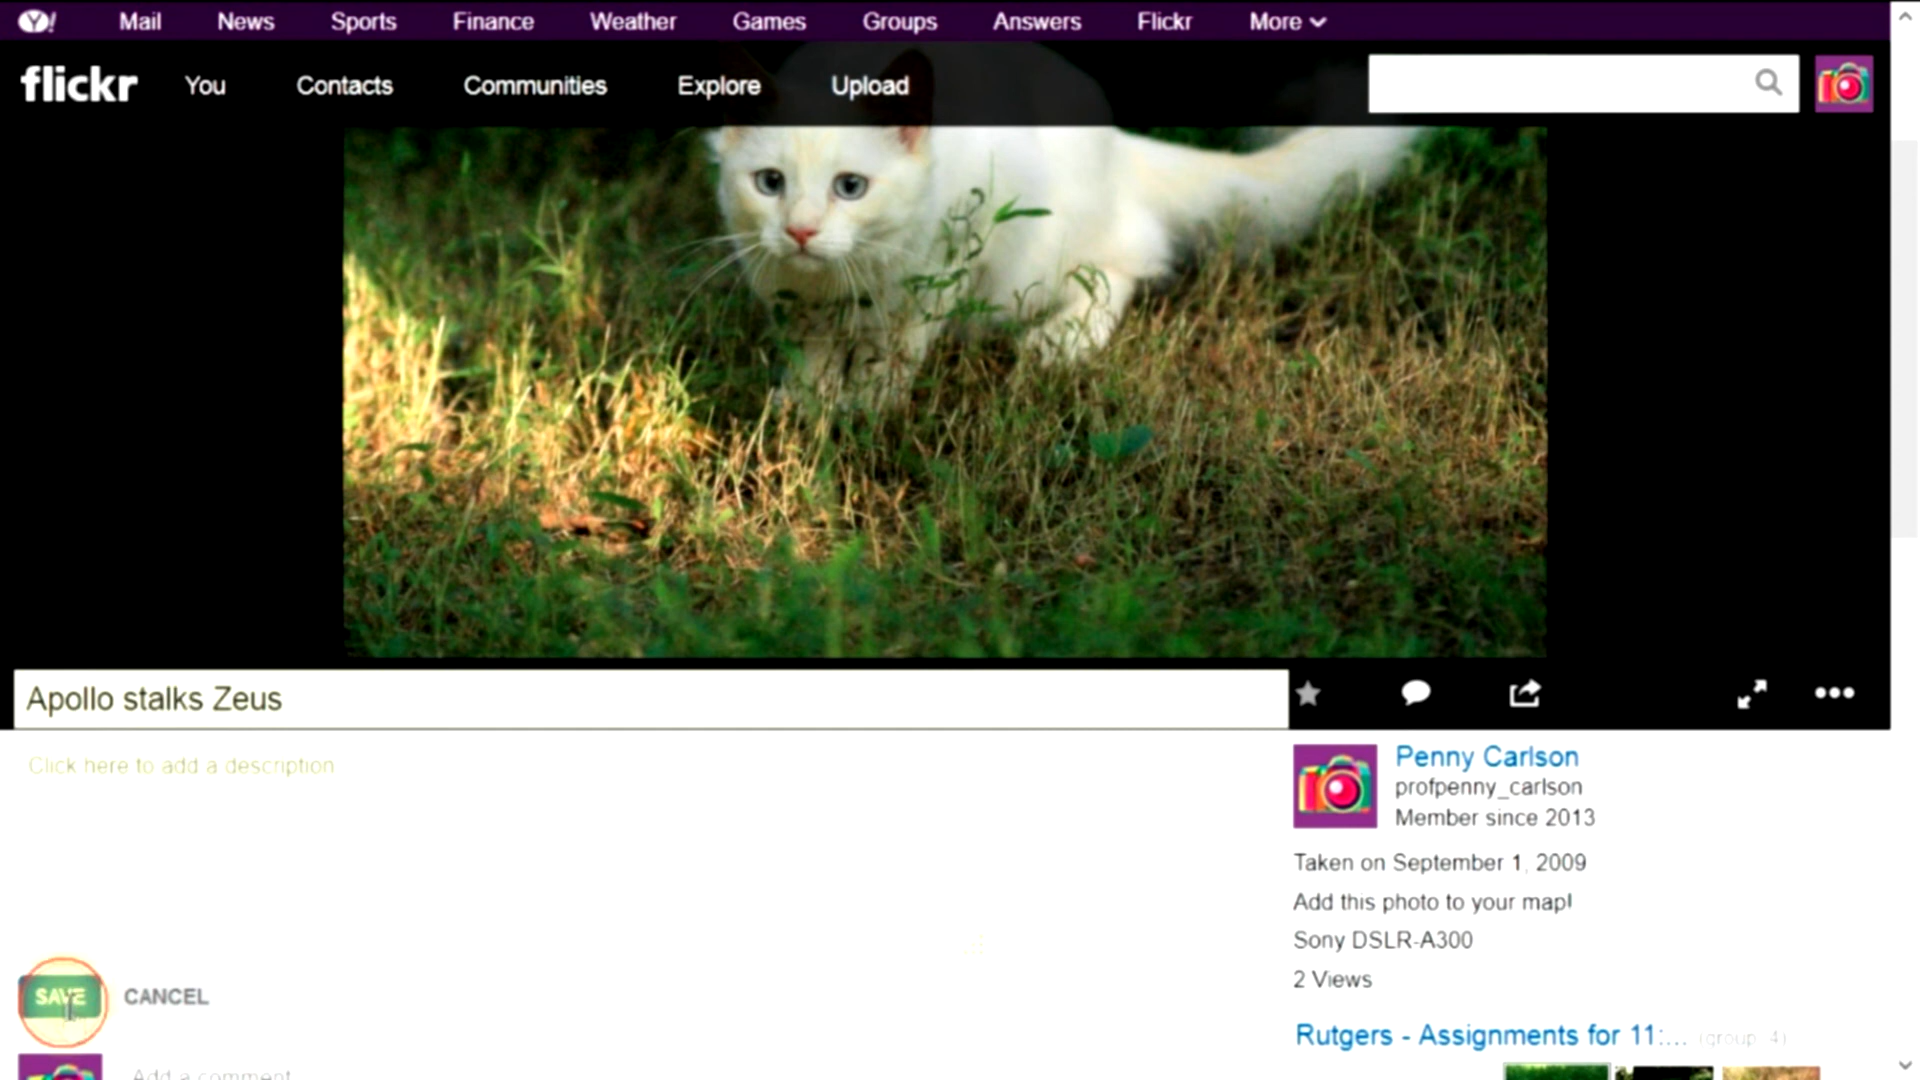 Y! Mail News Sports Finance Weather Games Groups Answers Flickr More
flickr You Contacts Communities Explore Upload
Apollo stalks Zeus
Click here to add a description
Penny Carlson
profpenny_carlson
Member since 2013
Taken on September 1, 2009
Add this photo to your map!
Sony DSLR-A300
2 Views
SAVE CANCEL
Rutgers - Assignments for 11:... (group 4)
Add a comment